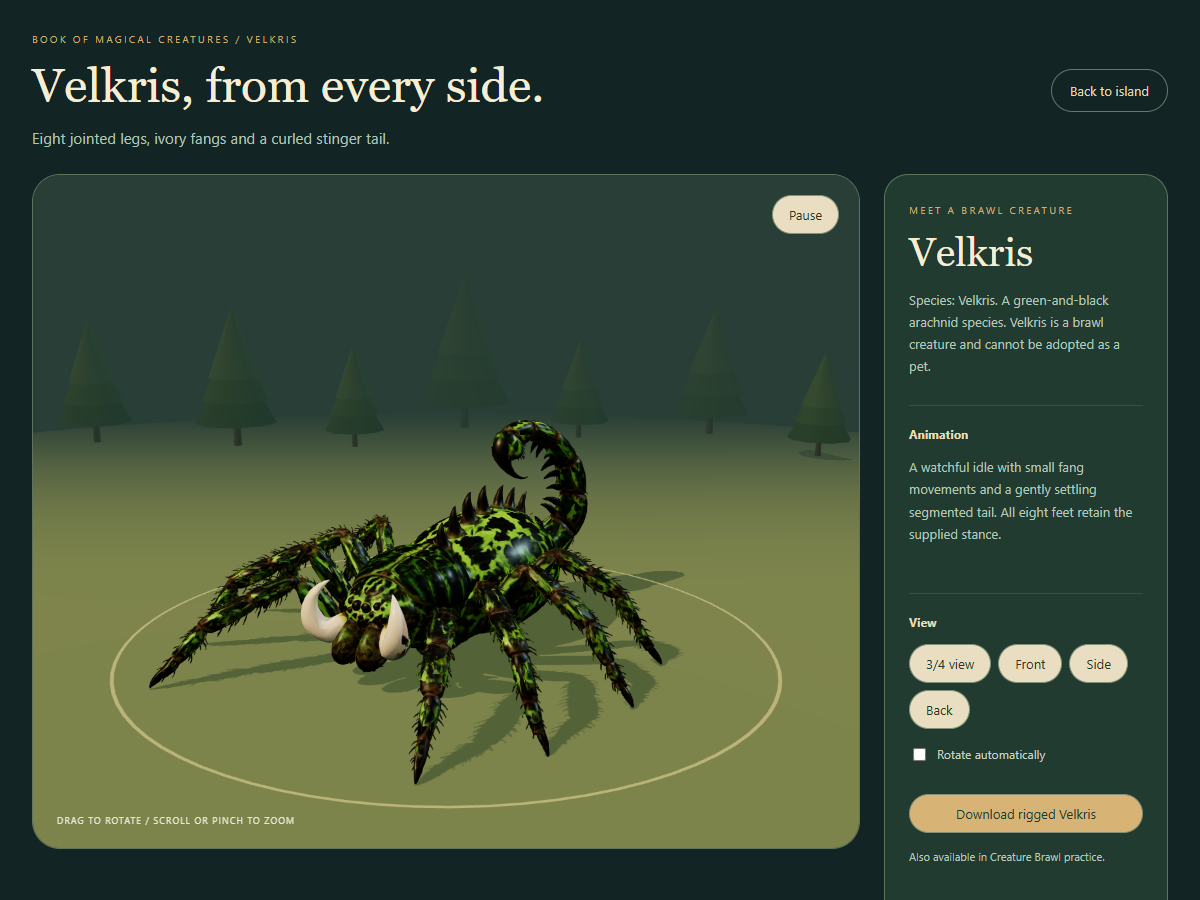 BOOK OF MAGICAL CREATURES / VELKRIS
Velkris, from every side.
Eight jointed legs, ivory fangs and a curled stinger tail.
Back to island
Pause
DRAG TO ROTATE / SCROLL OR PINCH TO ZOOM
MEET A BRAWL CREATURE
Velkris
Species: Velkris. A green-and-black
arachnid species. Velkris is a brawl
creature and cannot be adopted as a
pet.
Animation
A watchful idle with small fang
movements and a gently settling
segmented tail. All eight feet retain the
supplied stance.
View
3/4 view
Front
Side
Back
Rotate automatically
Download rigged Velkris
Also available in Creature Brawl practice.